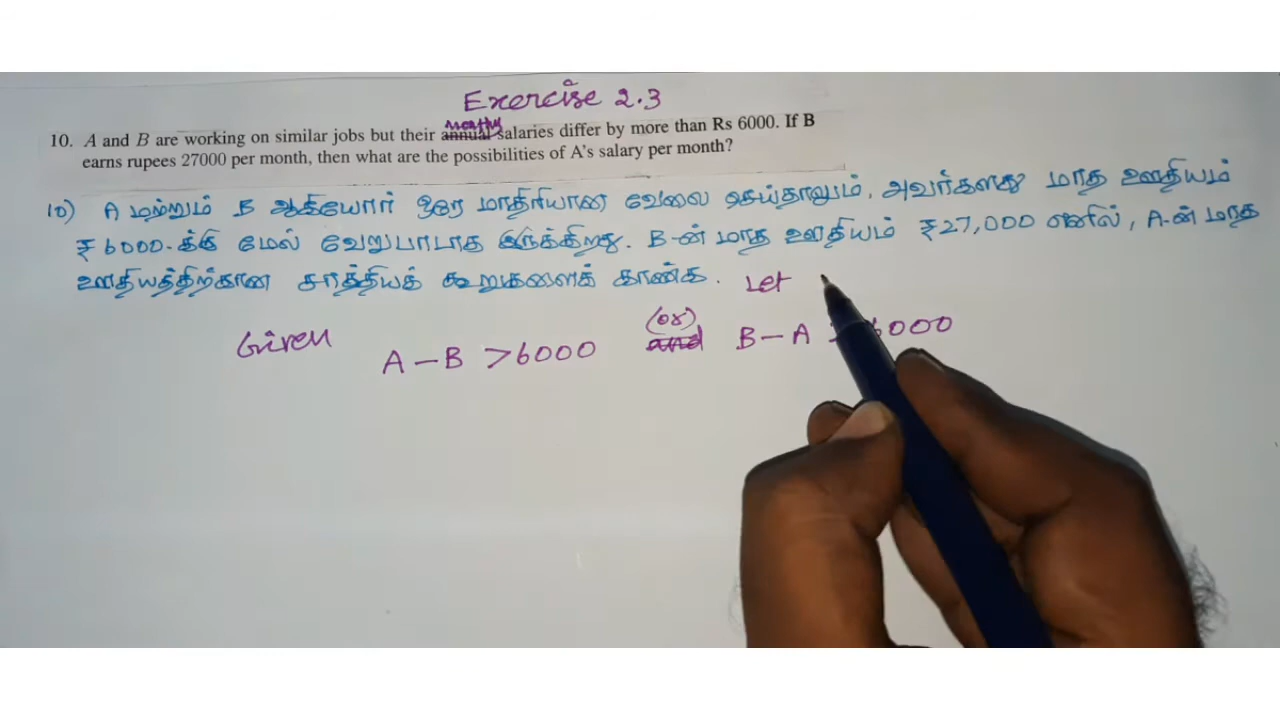 Exercise 2.3
monthly
10. A and B are working on similar jobs but their annual salaries differ by more than Rs 6000. If B
earns rupees 27000 per month, then what are the possibilities of A's salary per month?
10) A மற்றும் B ஆகியோர் ஒரே மாதிரியான வேலை செய்தாலும், அவர்களது மாத ஊதியம்
₹6000-க்கு மேல் வேறுபாடாக இருக்கிறது. B-ன் மாத ஊதியம் ₹27,000 எனில், A-ன் மாத
ஊதியத்திற்கான சாத்தியக் கூறுகளைக் காண்க. Let
Given A-B >6000 (or) and B-A > 6000